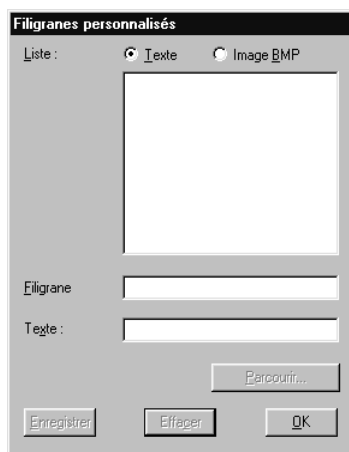 Filigranes personnalisés
Liste : Texte Image BMP
Filigrane
Texte :
Parcourir...
Enregistrer Effacer OK